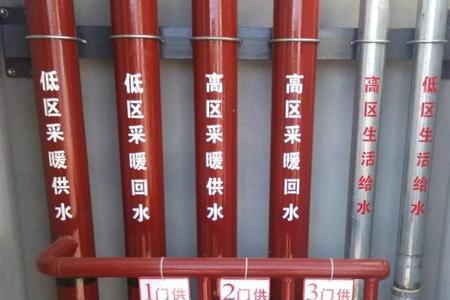 低区采暖供水
低区采暖回水
高区采暖供水
高区采暖回水
高区生活给水
低区生活给水
1门供
2门供
3门供